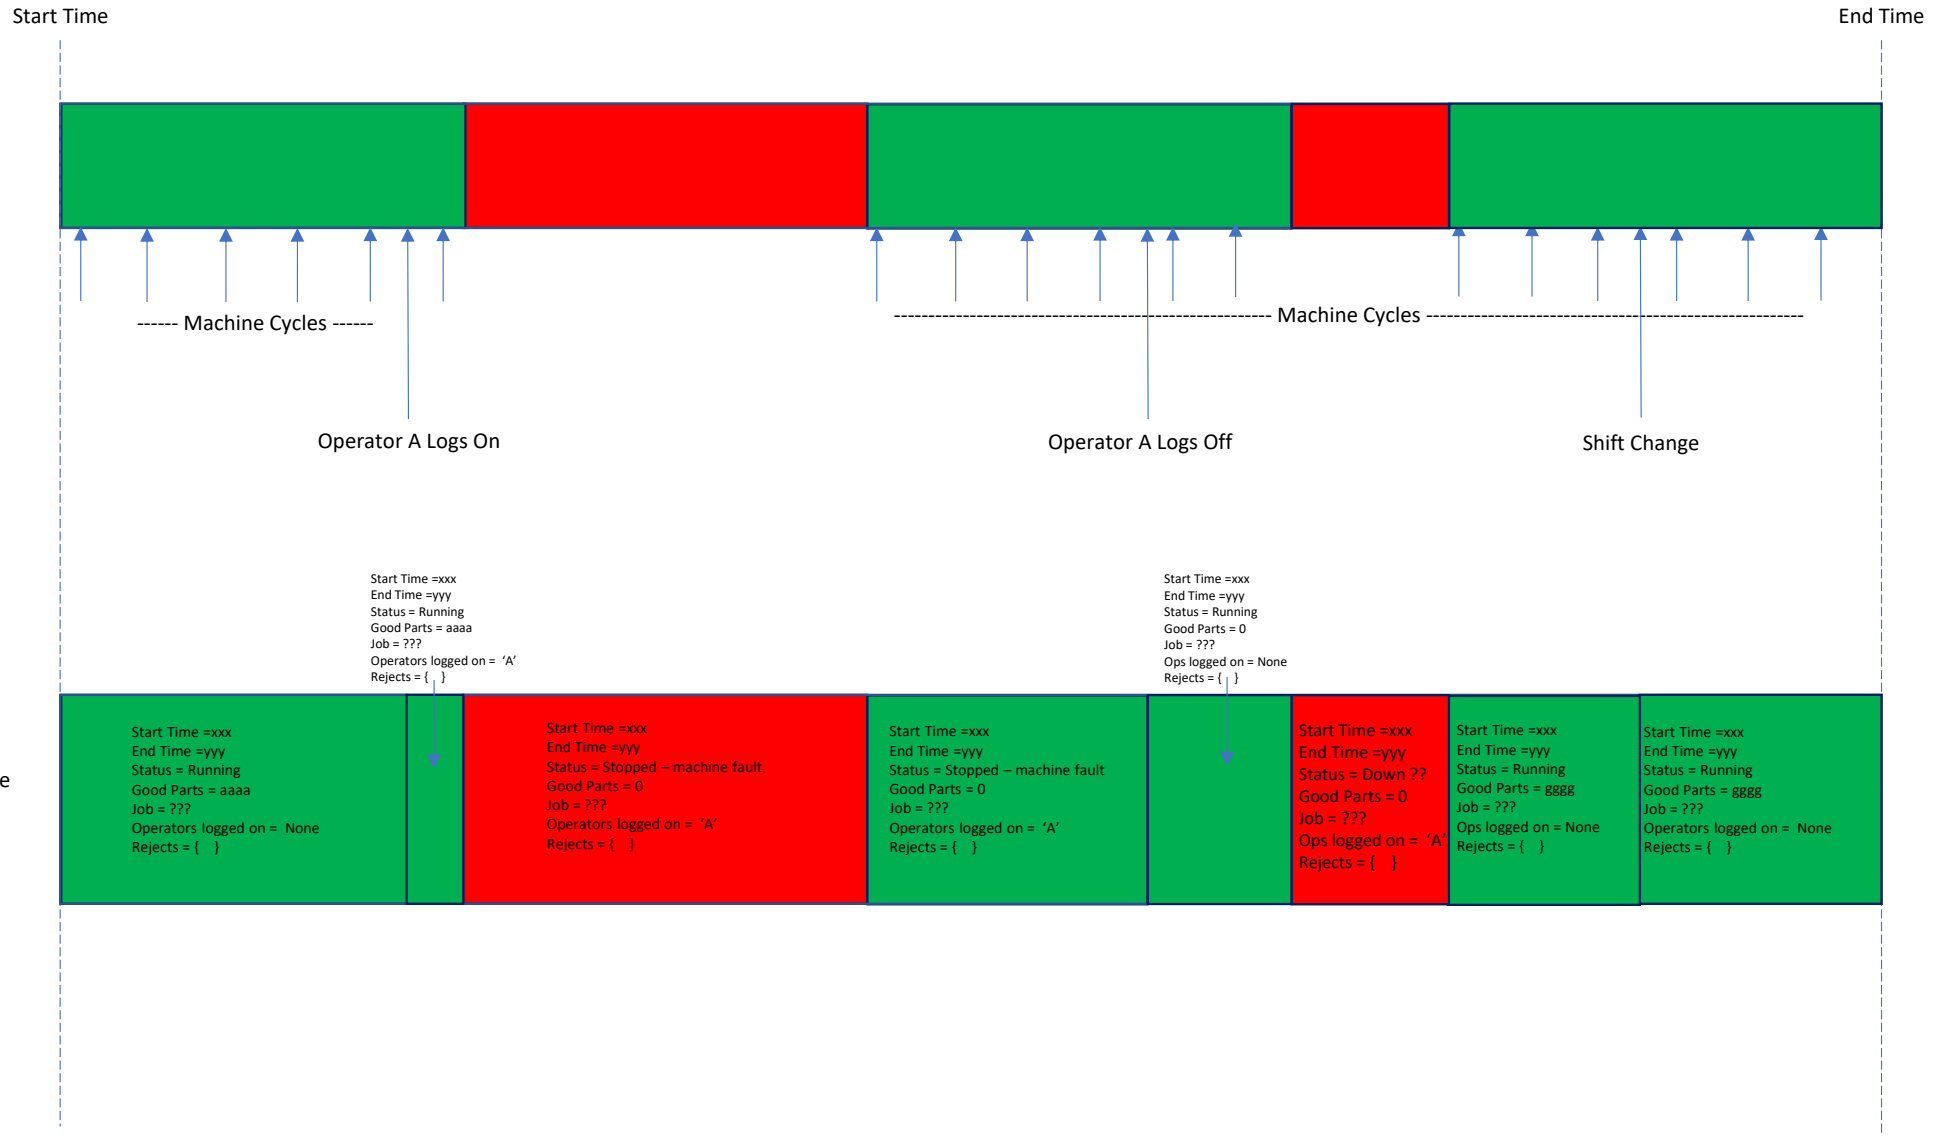 Start Time
End Time
------ Machine Cycles ------
---------------------------------------------- Machine Cycles ----------------------------------------------
Operator A Logs On
Operator A Logs Off
Shift Change
Start Time =xxx
End Time =yyy
Status = Running
Good Parts = aaaa
Job = ???
Operators logged on =  ‘A’
Rejects = {   }
Start Time =xxx
End Time =yyy
Status = Running
Good Parts = 0
Job = ???
Ops logged on = None
Rejects = {   }
e
Start Time =xxx
End Time =yyy
Status = Running
Good Parts = aaaa
Job = ???
Operators logged on =  None
Rejects = {   }
Start Time =xxx
End Time =yyy
Status = Stopped – machine fault
Good Parts = 0
Job = ???
Operators logged on =  ‘A’
Rejects = {   }
Start Time =xxx
End Time =yyy
Status = Stopped – machine fault
Good Parts = 0
Job = ???
Operators logged on =  ‘A’
Rejects = {   }
Start Time =xxx
End Time =yyy
Status = Down ??
Good Parts = 0
Job = ???
Ops logged on =  ‘A’
Rejects = {   }
Start Time =xxx
End Time =yyy
Status = Running
Good Parts = gggg
Job = ???
Ops logged on = None
Rejects = {   }
Start Time =xxx
End Time =yyy
Status = Running
Good Parts = gggg
Job = ???
Operators logged on =  None
Rejects = {   }